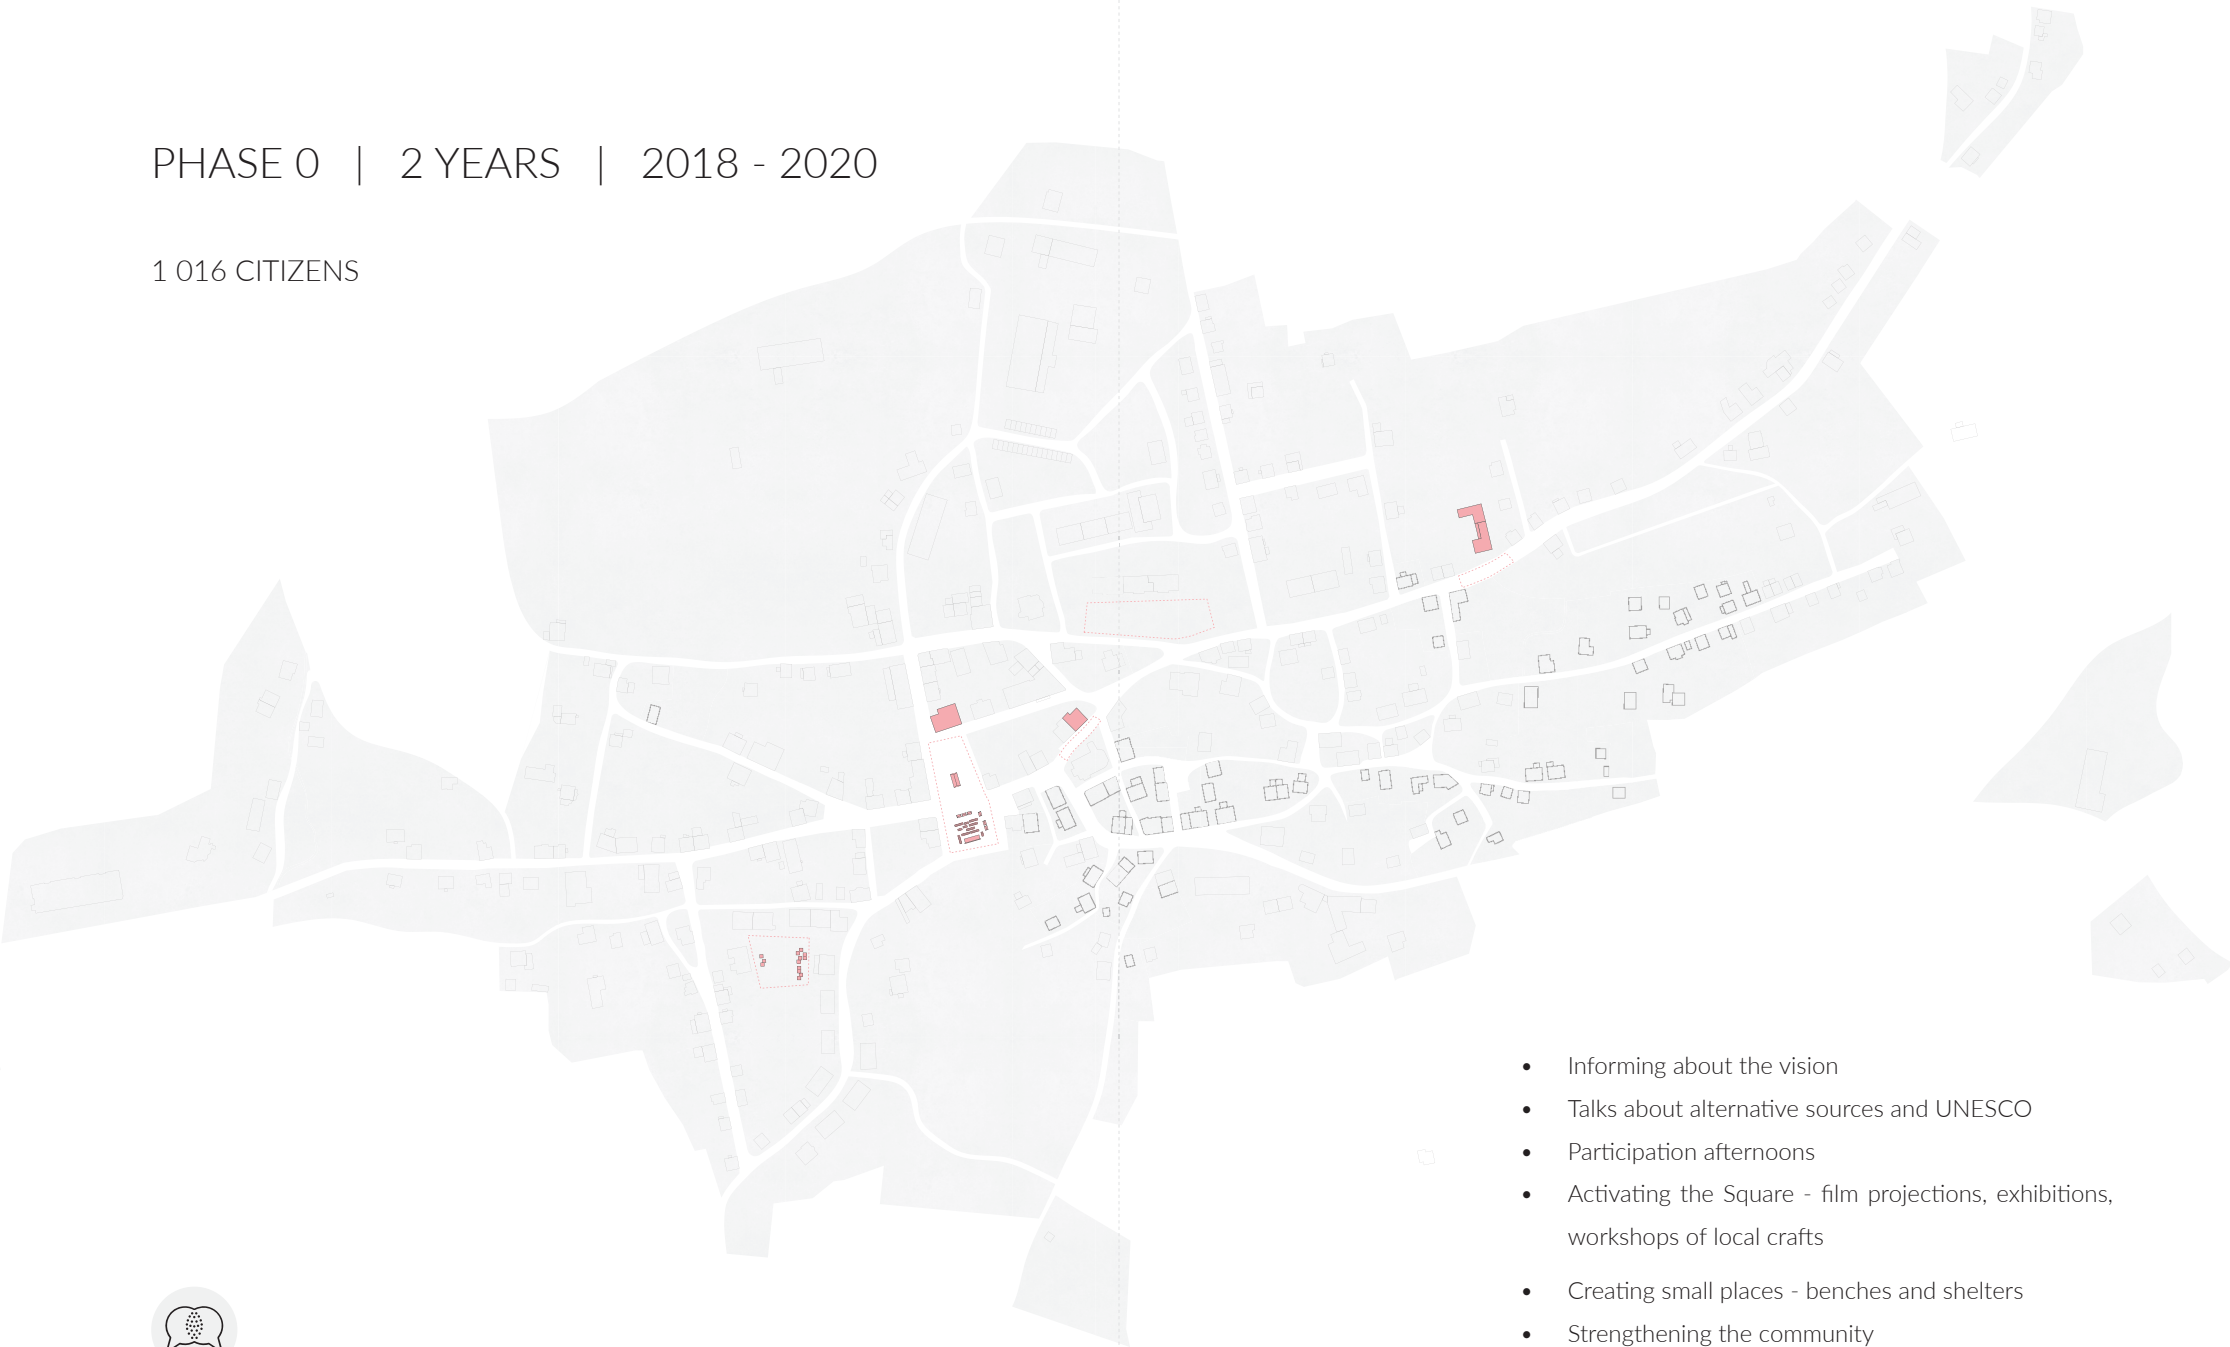 PHASE 0 | 2 YEARS | 2018 - 2020
1 016 CITIZENS
• Informing about the vision
• Talks about alternative sources and UNESCO
• Participation afternoons
• Activating the Square - film projections, exhibitions,
workshops of local crafts
• Creating small places - benches and shelters
• Strengthening the community